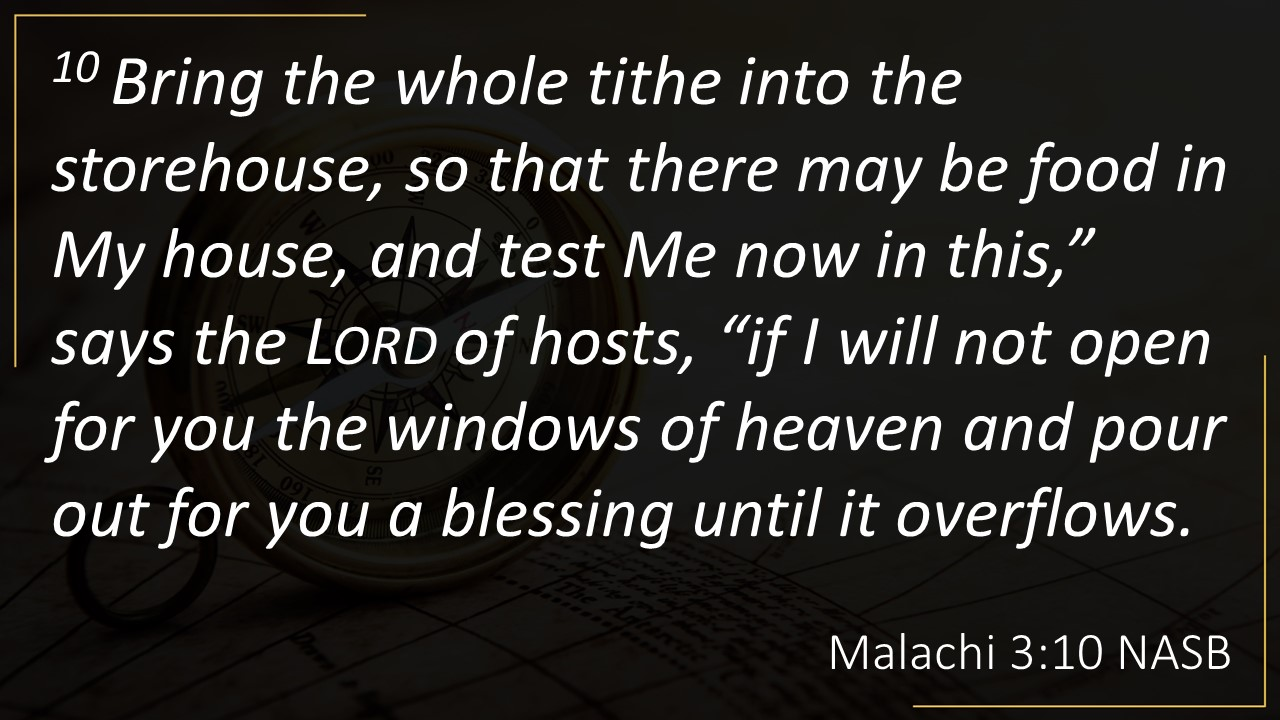 10 Bring the whole tithe into the
storehouse, so that there may be food in
My house, and test Me now in this,”
says the LORD of hosts, “if I will not open
for you the windows of heaven and pour
out for you a blessing until it overflows.
Malachi 3:10 NASB